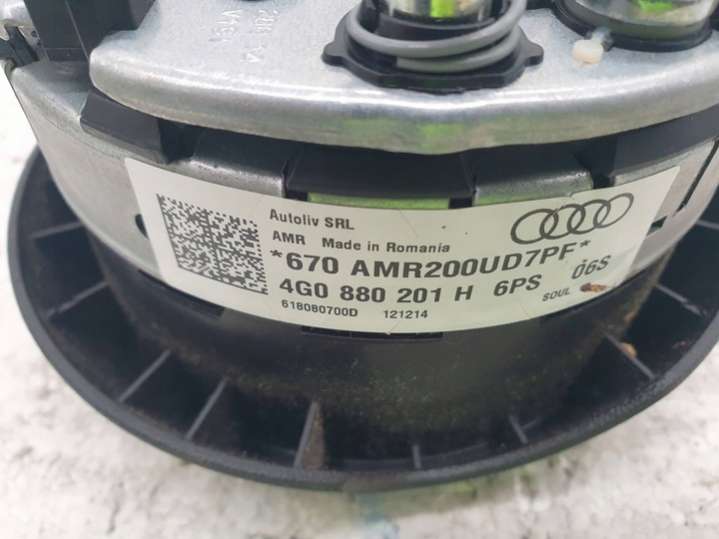 Autoliv SRL
AMR Made in Romania
*670 AMR200UD7PF*
4G0 880 201 H 6PS SOUL 06S
618080700D 121214